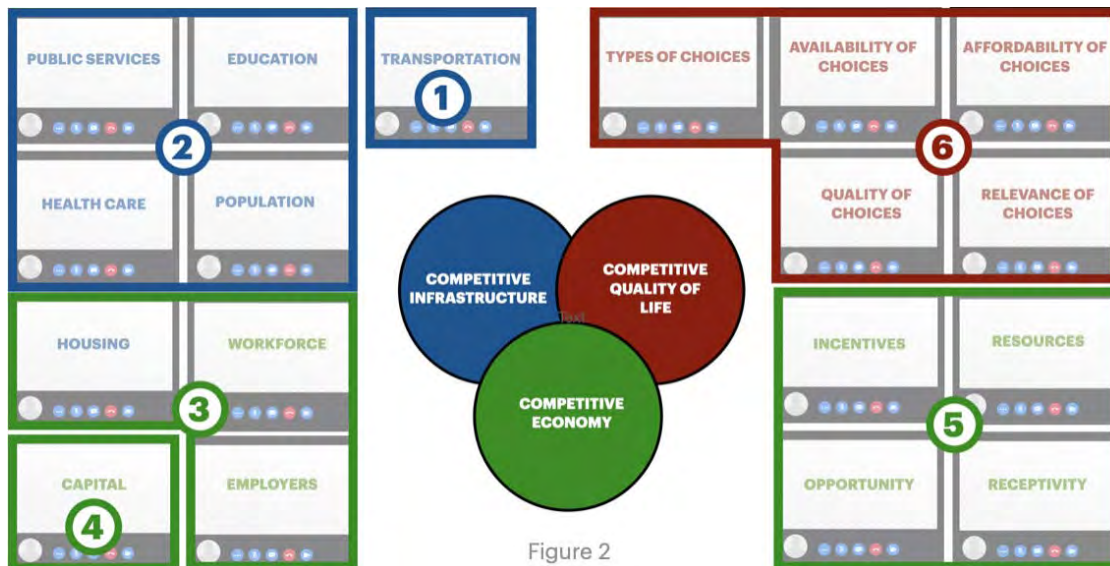 PUBLIC SERVICES
EDUCATION
2
HEALTH CARE
POPULATION
TRANSPORTATION
1
TYPES OF CHOICES
AVAILABILITY OF
CHOICES
AFFORDABILITY OF
CHOICES
6
QUALITY OF
CHOICES
RELEVANCE OF
CHOICES
COMPETITIVE
INFRASTRUCTURE
COMPETITIVE
QUALITY OF
LIFE
Text
COMPETITIVE
ECONOMY
HOUSING
WORKFORCE
3
CAPITAL
4
EMPLOYERS
INCENTIVES
RESOURCES
5
OPPORTUNITY
RECEPTIVITY
Figure 2